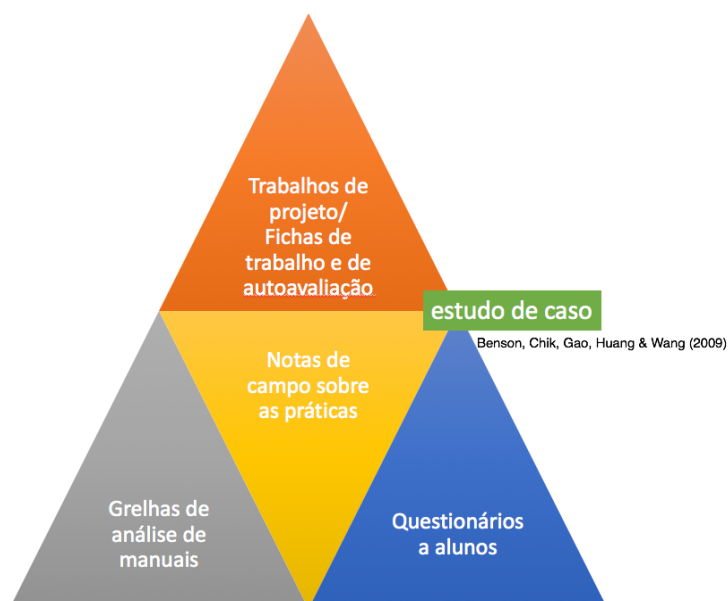 Trabalhos de
projeto/
Fichas de
trabalho e de
autoavaliação
estudo de caso
Benson, Chik, Gao, Huang & Wang (2009)
Notas de
campo sobre
as práticas
Grelhas de
análise de
manuais
Questionários
a alunos